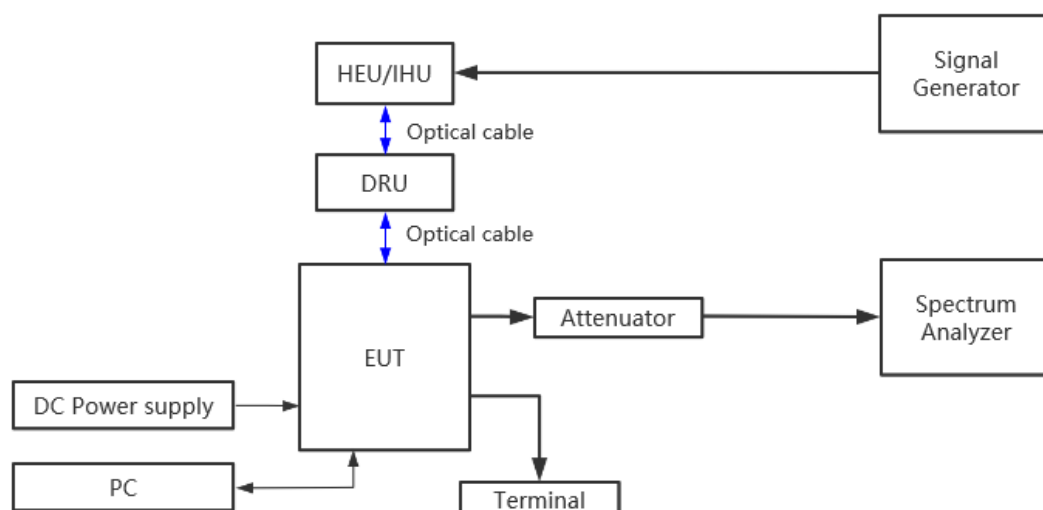 HEU/IHU
Signal
Generator
Optical cable
DRU
Optical cable
EUT
Attenuator
Spectrum
Analyzer
DC Power supply
PC
Terminal